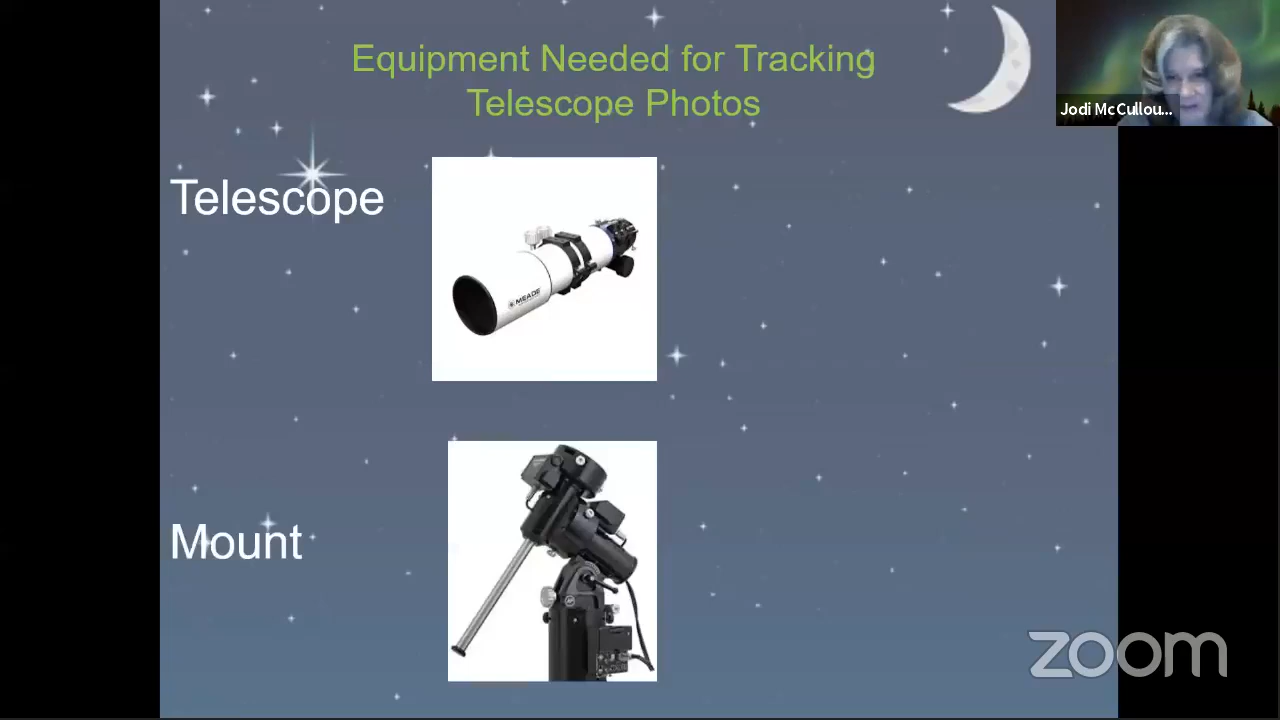 Equipment Needed for Tracking
Telescope Photos
Jodi McCullou...
Telescope
MEADE
Mount
zoom